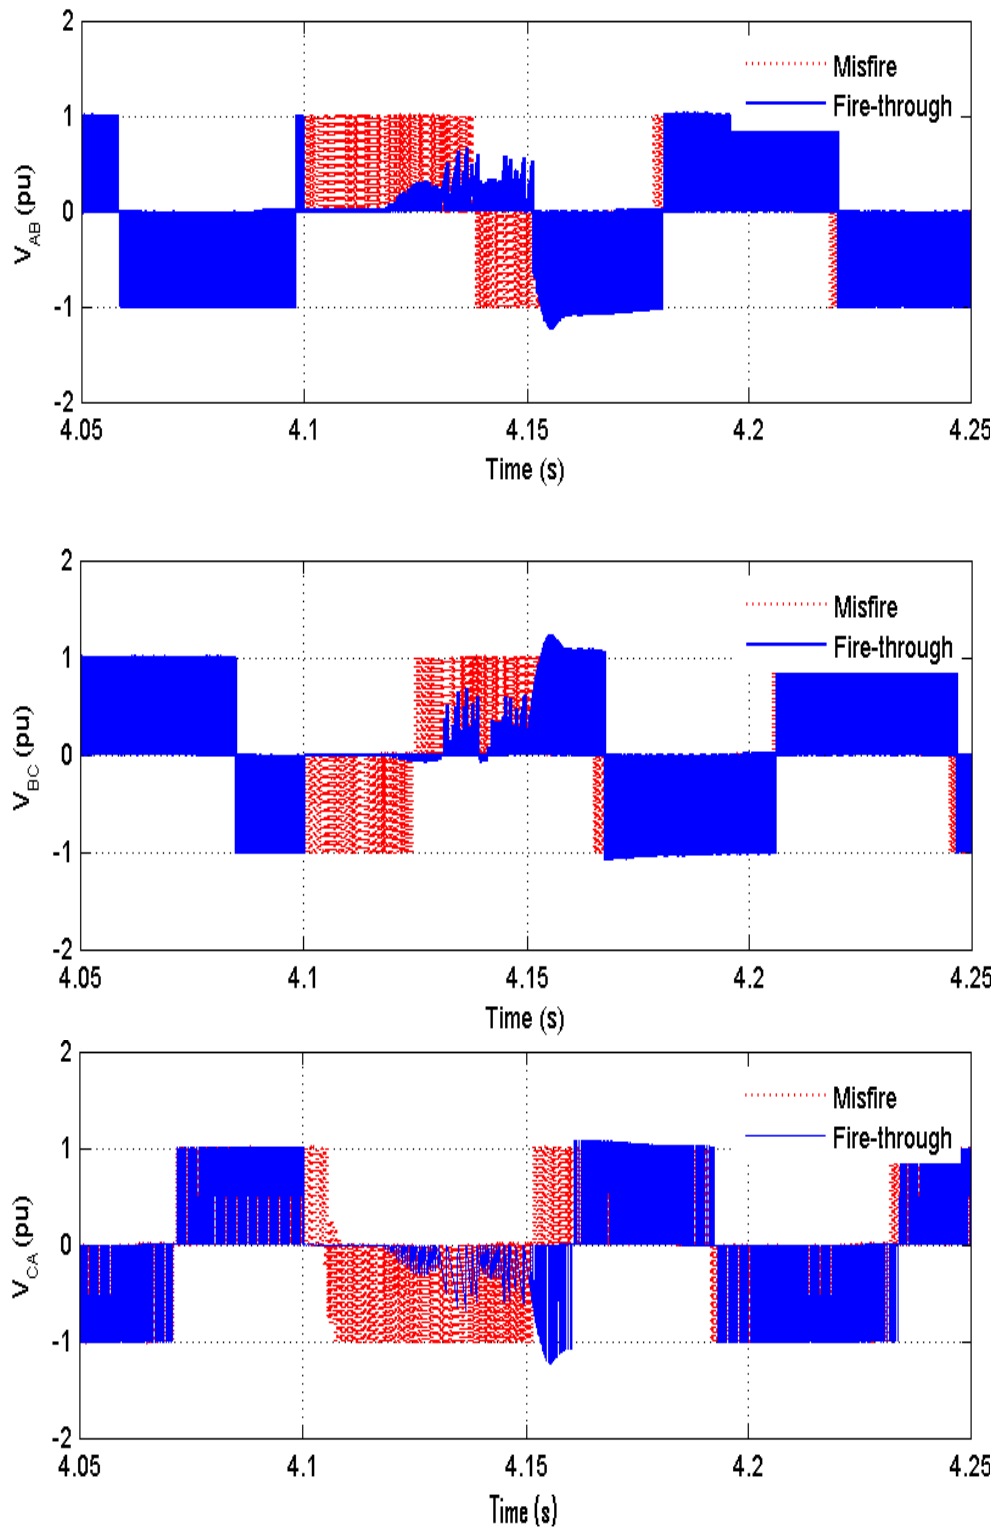 2
Misfire
Fire-through
1
0
-1
-2
V_AB (pu)
4.05 4.1 4.15 4.2 4.25
Time (s)
2
Misfire
Fire-through
1
0
-1
-2
V_BC (pu)
4.05 4.1 4.15 4.2 4.25
Time (s)
2
Misfire
Fire-through
1
0
-1
-2
V_CA (pu)
4.05 4.1 4.15 4.2 4.25
Time (s)